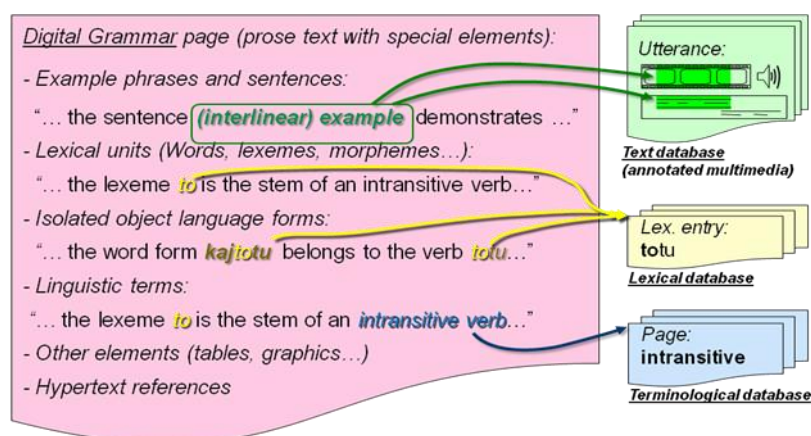 Digital Grammar page (prose text with special elements):
- Example phrases and sentences:
“… the sentence (interlinear) example demonstrates …”
- Lexical units (Words, lexemes, morphemes…):
“… the lexeme to is the stem of an intransitive verb…”
- Isolated object language forms:
“… the word form kajtotu belongs to the verb totu…”
- Linguistic terms:
“… the lexeme to is the stem of an intransitive verb…”
- Other elements (tables, graphics…)
- Hypertext references
Utterance:
Text database
(annotated multimedia)
Lex. entry:
totu
Lexical database
Page:
intransitive
Terminological database